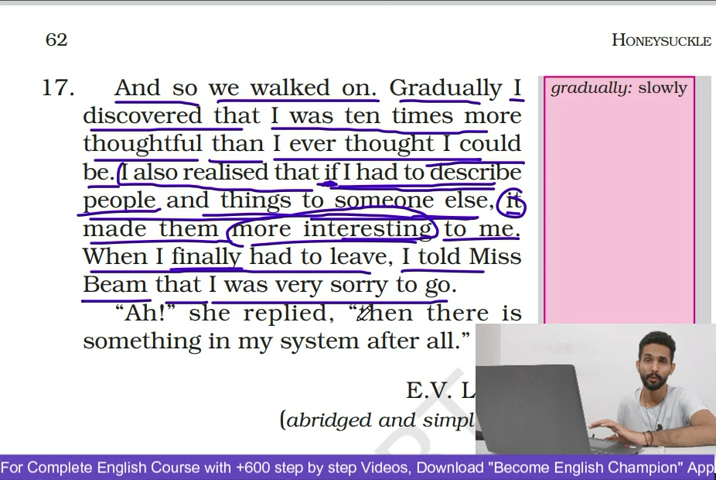 62
HONEYSUCKLE
17. And so we walked on. Gradually I
discovered that I was ten times more
thoughtful than I ever thought I could
be. I also realised that if I had to describe
people and things to someone else, it
made them more interesting to me.
When I finally had to leave, I told Miss
Beam that I was very sorry to go.
“Ah!” she replied, “then there is
something in my system after all.”
E.V. L
(abridged and simpl
gradually: slowly
For Complete English Course with +600 step by step Videos, Download "Become English Champion" App